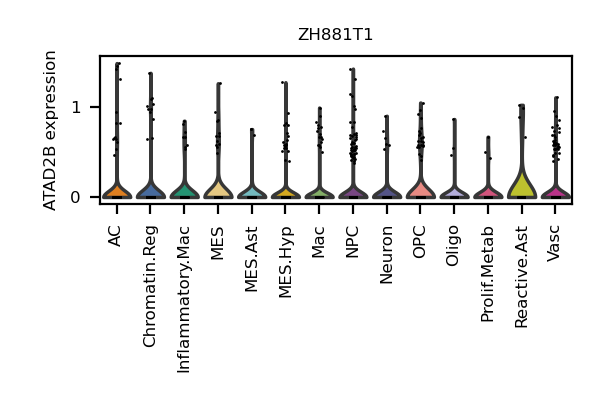 ZH881T1
ATAD2B expression
1
0
AC
Chromatin.Reg
Inflammatory.Mac
MES
MES.Ast
MES.Hyp
Mac
NPC
Neuron
OPC
Oligo
Prolif.Metab
Reactive.Ast
Vasc